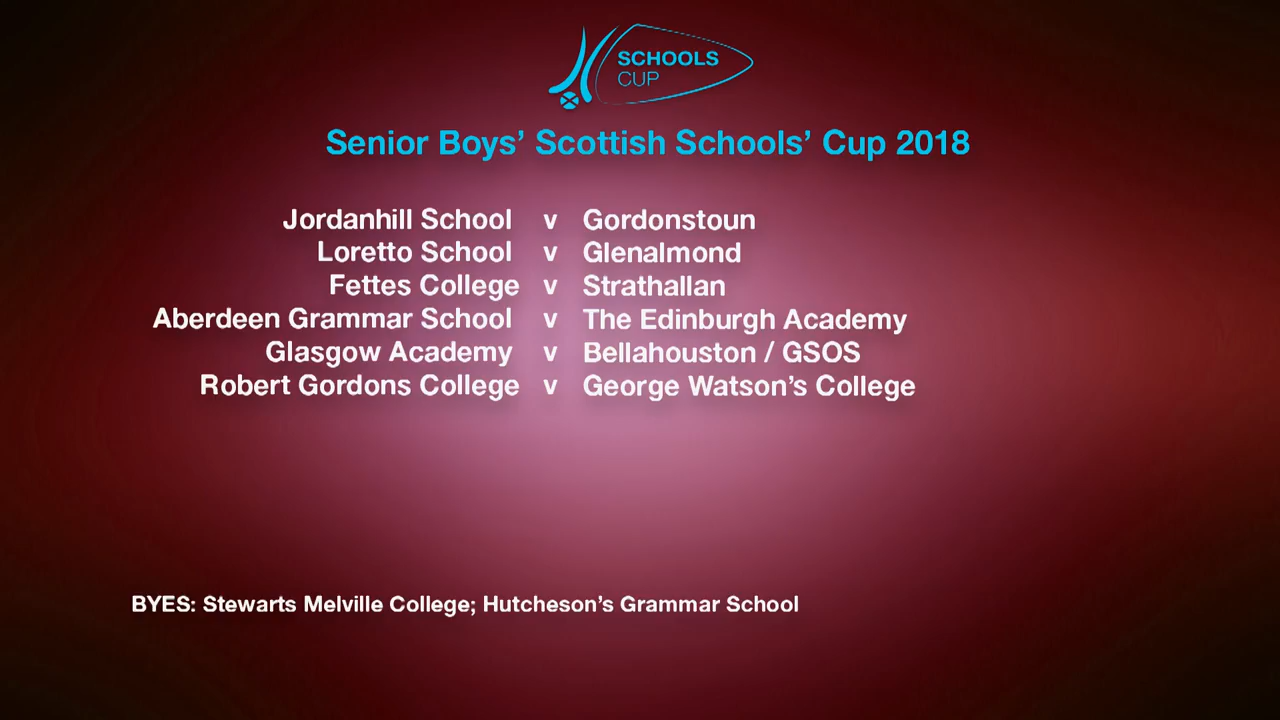 SCHOOLS
CUP
Senior Boys’ Scottish Schools’ Cup 2018
Jordanhill School v Gordonstoun
Loretto School v Glenalmond
Fettes College v Strathallan
Aberdeen Grammar School v The Edinburgh Academy
Glasgow Academy v Bellahouston / GSOS
Robert Gordons College v George Watson’s College
BYES: Stewarts Melville College; Hutcheson’s Grammar School